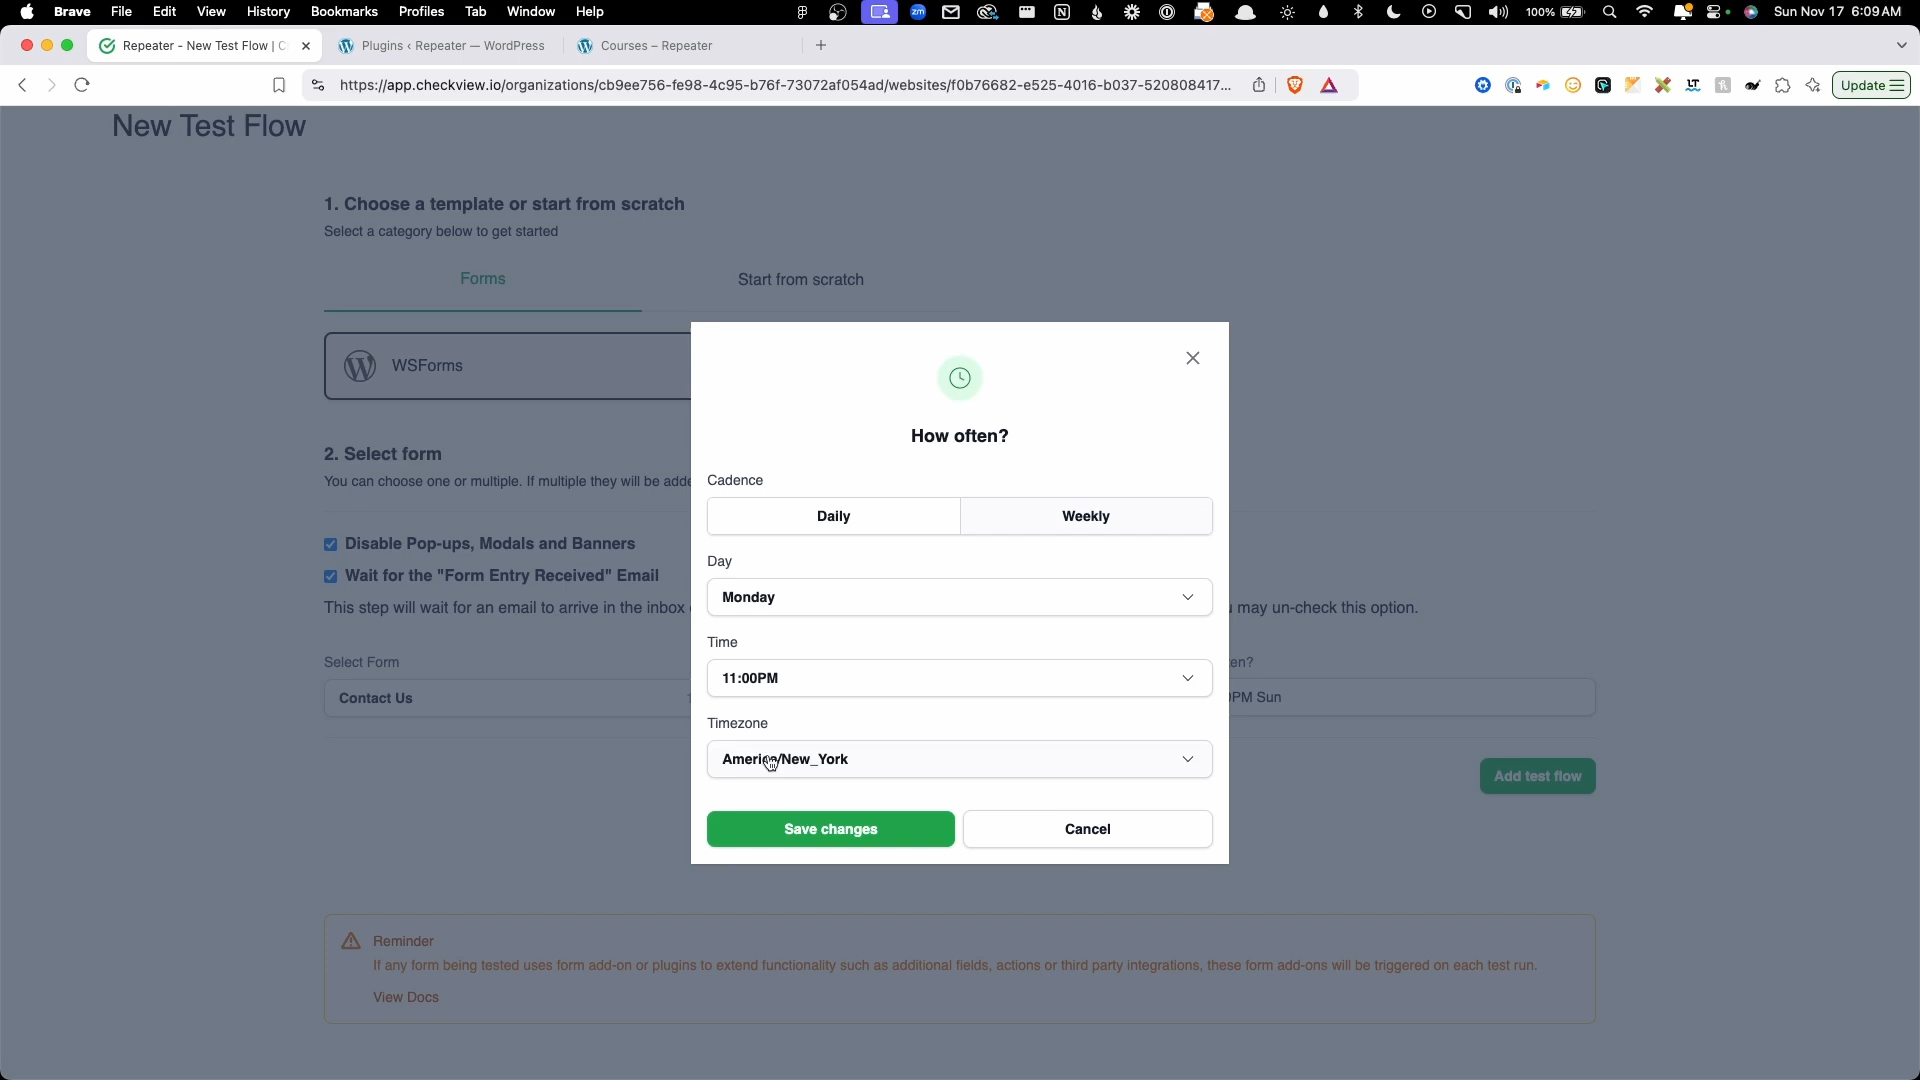 Brave File Edit View History Bookmarks Profiles Tab Window Help zm 100% Sun Nov 17 6:09AM
Repeater - New Test Flow | C Plugins ‹ Repeater — WordPress Courses – Repeater
https://app.checkview.io/organizations/cb9ee756-fe98-4c95-b76f-73072af054ad/websites/f0b76682-e525-4016-b037-520808417... LT Update
New Test Flow
1. Choose a template or start from scratch
Select a category below to get started
Forms Start from scratch
WSForms
2. Select form
You can choose one or multiple. If multiple they will be adde
Disable Pop-ups, Modals and Banners
Wait for the "Form Entry Received" Email
This step will wait for an email to arrive in the inbox may un-check this option.
Select Form en?
Contact Us PM Sun
Add test flow
How often?
Cadence
Daily Weekly
Day
Monday
Time
11:00PM
Timezone
America/New_York
Save changes Cancel
Reminder
If any form being tested uses form add-on or plugins to extend functionality such as additional fields, actions or third party integrations, these form add-ons will be triggered on each test run.
View Docs